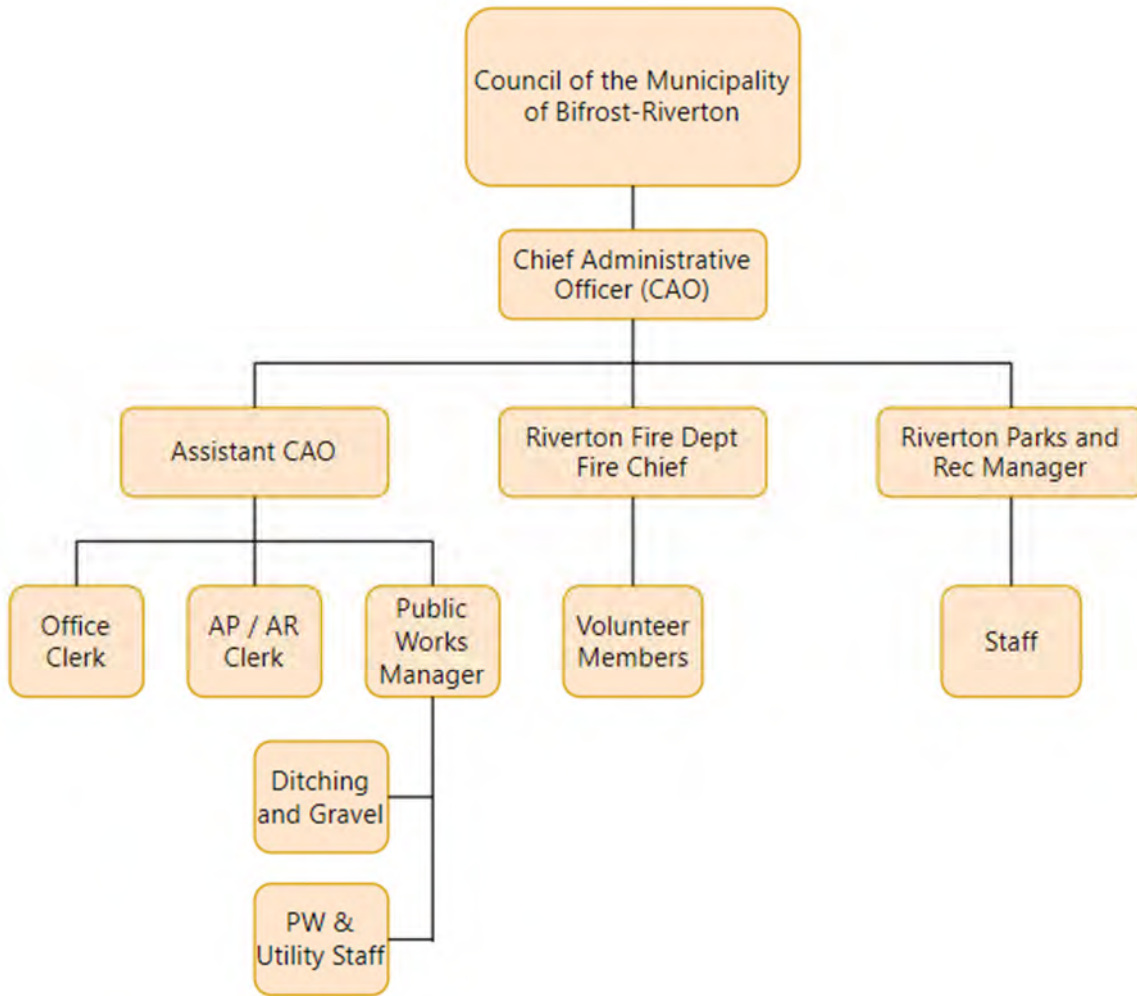 Council of the Municipality
of Bifrost-Riverton
Chief Administrative
Officer (CAO)
Assistant CAO
Riverton Fire Dept
Fire Chief
Riverton Parks and
Rec Manager
Office
Clerk
AP / AR
Clerk
Public
Works
Manager
Volunteer
Members
Staff
Ditching
and Gravel
PW &
Utility Staff